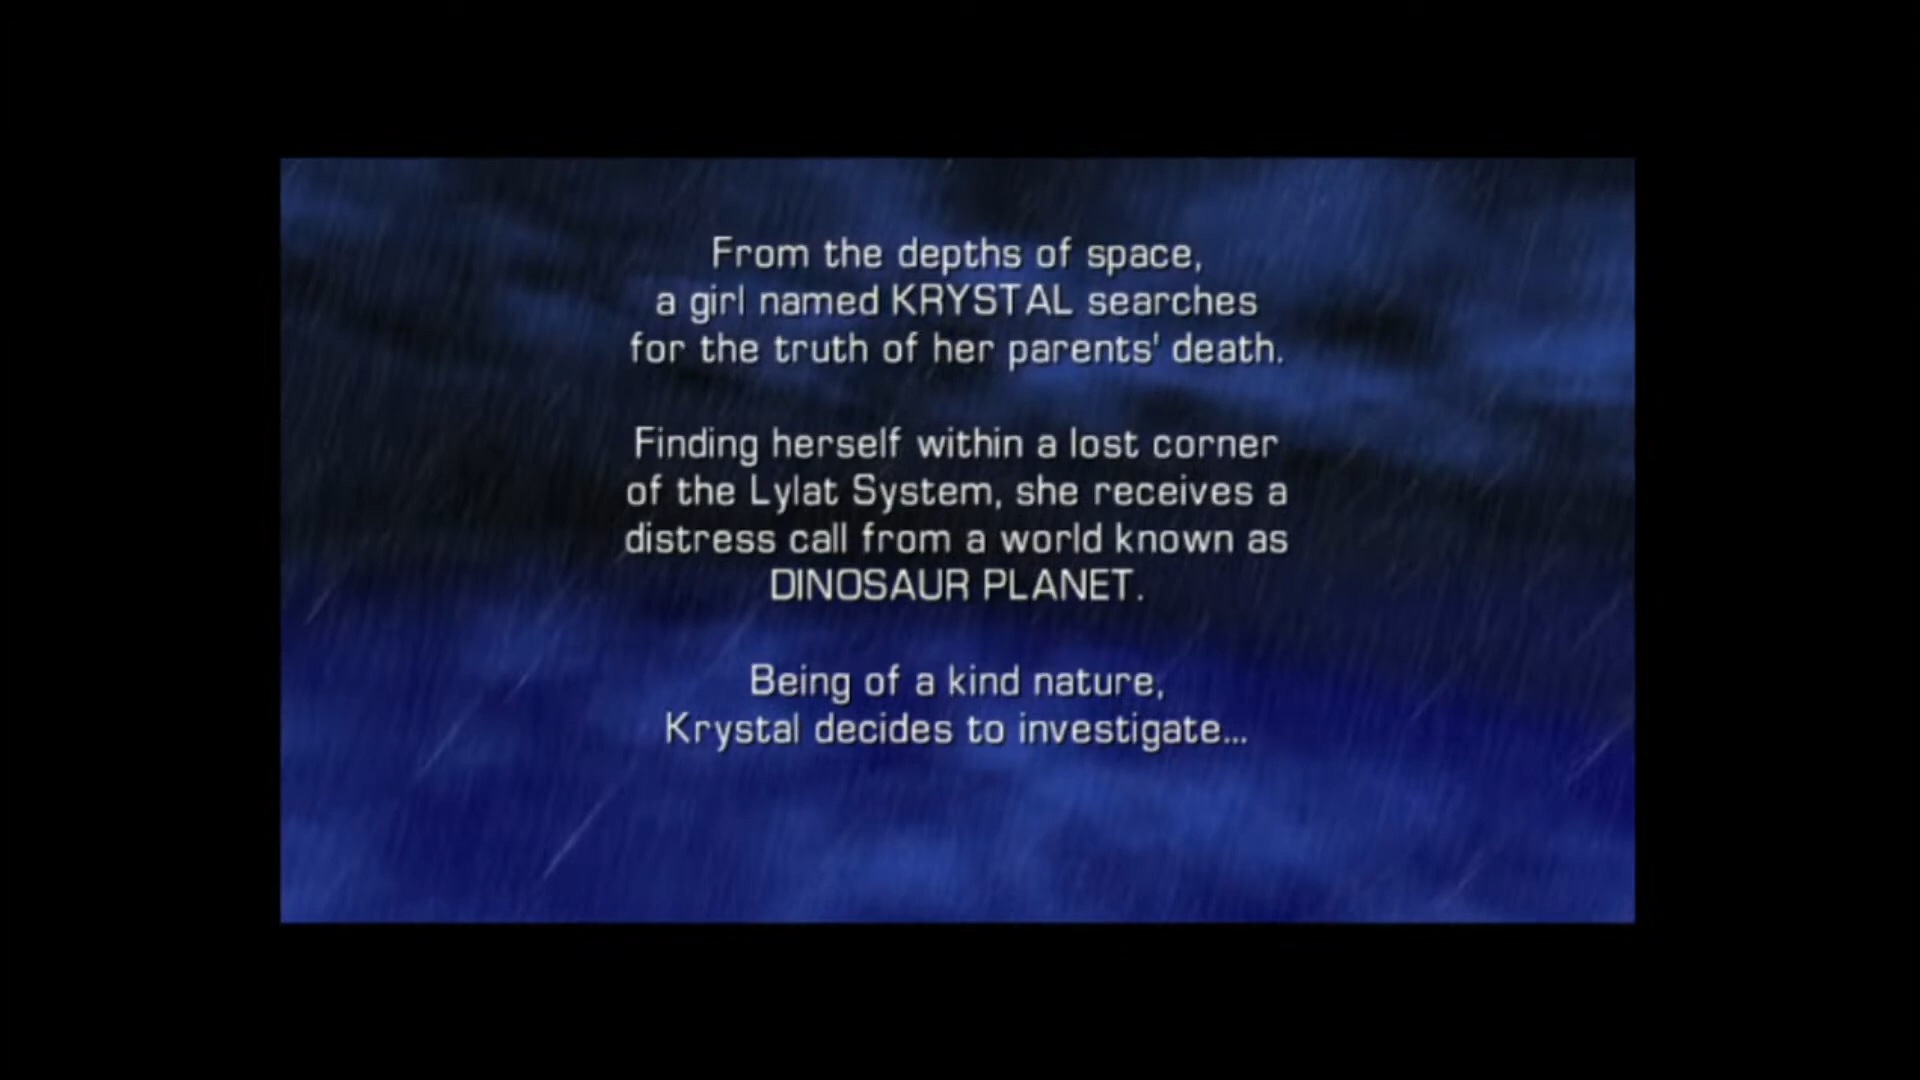 From the depths of space,
a girl named KRYSTAL searches
for the truth of her parents' death.
Finding herself within a lost corner
of the Lylat System, she receives a
distress call from a world known as
DINOSAUR PLANET.
Being of a kind nature,
Krystal decides to investigate...